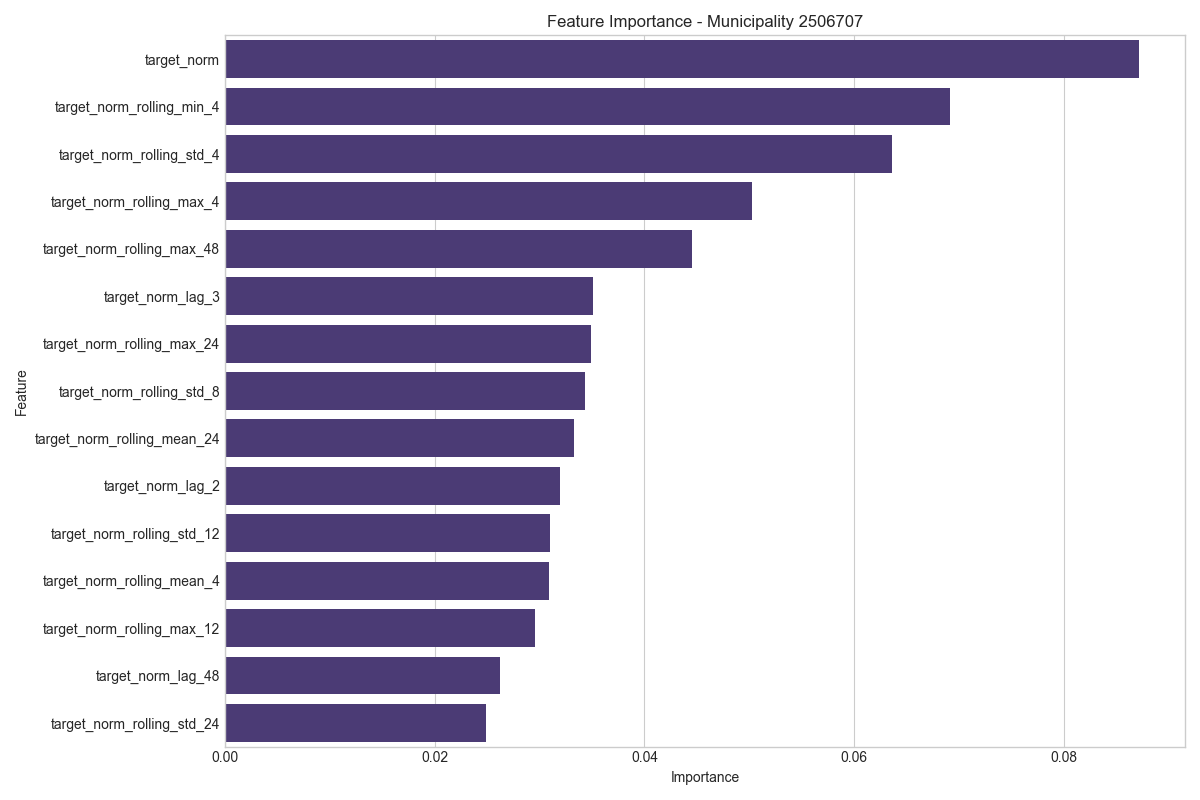 Feature Importance - Municipality 2506707
Feature
target_norm
target_norm_rolling_min_4
target_norm_rolling_std_4
target_norm_rolling_max_4
target_norm_rolling_max_48
target_norm_lag_3
target_norm_rolling_max_24
target_norm_rolling_std_8
target_norm_rolling_mean_24
target_norm_lag_2
target_norm_rolling_std_12
target_norm_rolling_mean_4
target_norm_rolling_max_12
target_norm_lag_48
target_norm_rolling_std_24
0.00 0.02 0.04 0.06 0.08
Importance